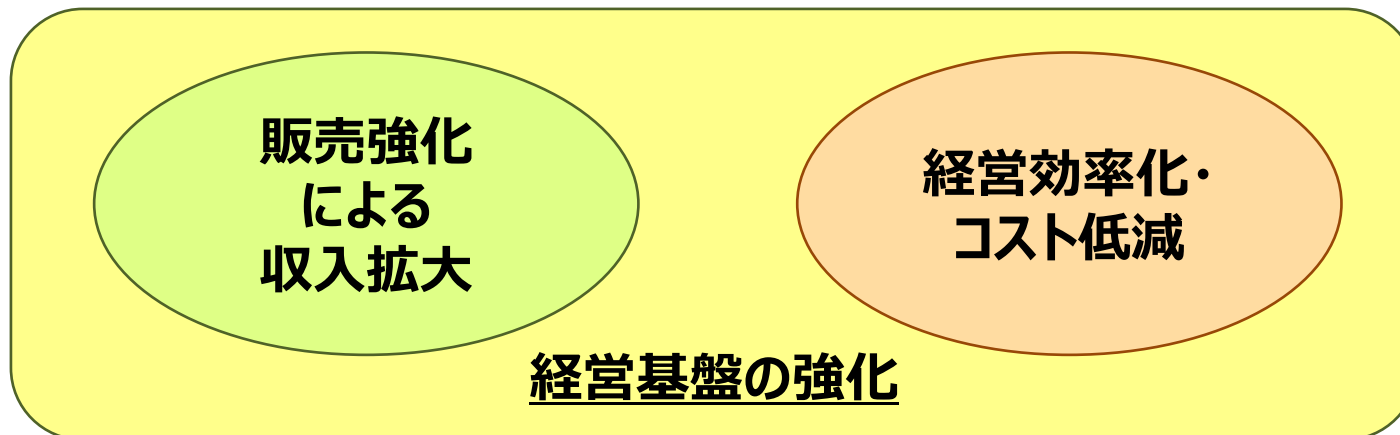 販売強化
による
収入拡大
経営効率化・
コスト低減
経営基盤の強化